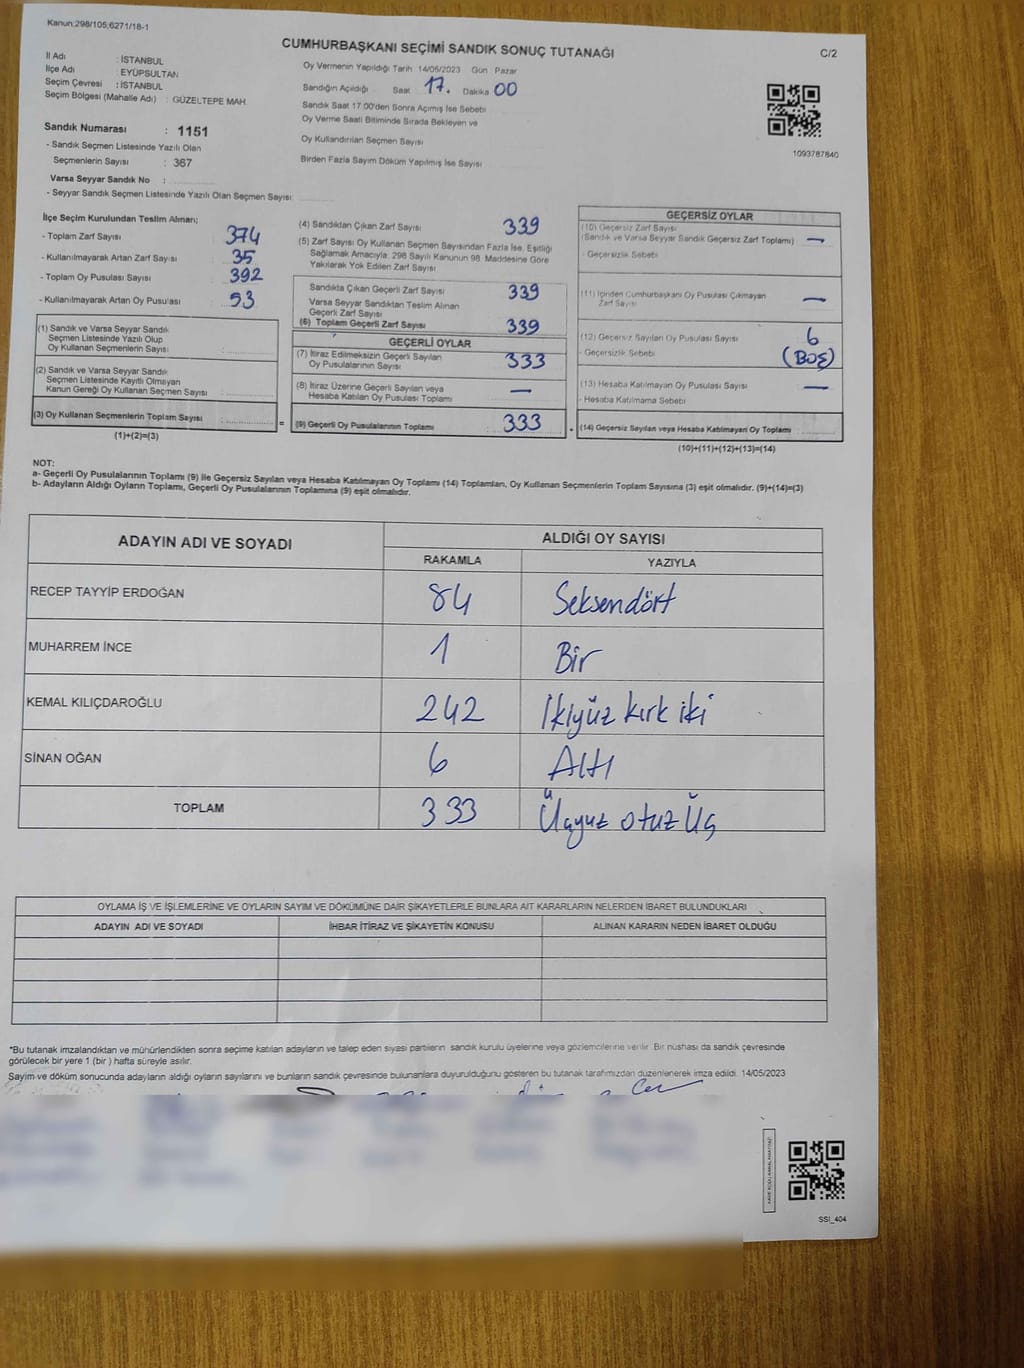 Kanun:298/105;6271/18-1
CUMHURBAŞKANI SEÇİMİ SANDIK SONUÇ TUTANAĞI
C/2
İl Adı : İSTANBUL
İlçe Adı : EYÜPSULTAN
Seçim Çevresi : İSTANBUL
Seçim Bölgesi (Mahalle Adı) : GÜZELTEPE MAH.
Sandık Numarası : 1151
- Sandık Seçmen Listesinde Yazılı Olan
Seçmenlerin Sayısı : 367
Varsa Seyyar Sandık No :
- Seyyar Sandık Seçmen Listesinde Yazılı Olan Seçmen Sayısı:
Oy Vermenin Yapıldığı Tarih :14/05/2023 Gün : Pazar
Sandığın Açıldığı : Saat 17. Dakika 00
Sandık Saat 17:00'den Sonra Açılmış İse Sebebi
Oy Verme Saati Bitiminde Sırada Bekleyen ve
Oy Kullandırılan Seçmen Sayısı
Birden Fazla Sayım Döküm Yapılmış İse Sayısı
1093787840
İlçe Seçim Kurulundan Teslim Alınan;
- Toplam Zarf Sayısı : 374
- Kullanılmayarak Artan Zarf Sayısı : 35
- Toplam Oy Pusulası Sayısı : 392
- Kullanılmayarak Artan Oy Pusulası : 53
(1) Sandık ve Varsa Seyyar Sandık
Seçmen Listesinde Yazılı Olup
Oy Kullanan Seçmenlerin Sayısı :
(2) Sandık ve Varsa Seyyar Sandık
Seçmen Listesinde Kayıtlı Olmayan
Kanun Gereği Oy Kullanan Seçmen Sayısı :
(3) Oy Kullanan Seçmenlerin Toplam Sayısı :
(1)+(2)=(3)
=
(4) Sandıktan Çıkan Zarf Sayısı 339
(5) Zarf Sayısı Oy Kullanan Seçmen Sayısından Fazla İse, Eşitliği
Sağlamak Amacıyla; 298 Sayılı Kanunun 98. Maddesine Göre
Yakılarak Yok Edilen Zarf Sayısı
Sandıkta Çıkan Geçerli Zarf Sayısı 339
Varsa Seyyar Sandıktan Teslim Alınan
Geçerli Zarf Sayısı
(6) Toplam Geçerli Zarf Sayısı 339
GEÇERLİ OYLAR
(7) İtiraz Edilmeksizin Geçerli Sayılan
Oy Pusulalarının Sayısı 333
(8) İtiraz Üzerine Geçerli Sayılan veya
Hesaba Katılan Oy Pusulası Toplamı —
(9) Geçerli Oy Pusulalarının Toplamı 333
GEÇERSİZ OYLAR
(10) Geçersiz Zarf Sayısı
(Sandık ve Varsa Seyyar Sandık Geçersiz Zarf Toplamı) —
- Geçersizlik Sebebi
(11) İçinden Cumhurbaşkanı Oy Pusulası Çıkmayan
Zarf Sayısı —
(12) Geçersiz Sayılan Oy Pusulası Sayısı 6
- Geçersizlik Sebebi (BOŞ)
(13) Hesaba Katılmayan Oy Pusulası Sayısı —
- Hesaba Katılmama Sebebi
(14) Geçersiz Sayılan veya Hesaba Katılmayan Oy Toplamı
(10)+(11)+(12)+(13)=(14)
NOT:
a- Geçerli Oy Pusulalarının Toplamı (9) ile Geçersiz Sayılan veya Hesaba Katılmayan Oy Toplamı (14) Toplamları, Oy Kullanan Seçmenlerin Toplam Sayısına (3) eşit olmalıdır. (9)+(14)=(3)
b- Adayların Aldığı Oyların Toplamı, Geçerli Oy Pusulalarının Toplamına (9) eşit olmalıdır.
ADAYIN ADI VE SOYADI
ALDIĞI OY SAYISI
RAKAMLA YAZIYLA
RECEP TAYYİP ERDOĞAN 84 Seksendört
MUHARREM İNCE 1 Bir
KEMAL KILIÇDAROĞLU 242 İkiyüz kırk iki
SİNAN OĞAN 6 Altı
TOPLAM 333 Üçyüz otuz Üç
OYLAMA İŞ VE İŞLEMLERİNE VE OYLARIN SAYIM VE DÖKÜMÜNE DAİR ŞİKAYETLERLE BUNLARA AİT KARARLARIN NELERDEN İBARET BULUNDUKLARI
ADAYIN ADI VE SOYADI İHBAR İTİRAZ VE ŞİKAYETİN KONUSU ALINAN KARARIN NEDEN İBARET OLDUĞU
*Bu tutanak imzalandıktan ve mühürlendikten sonra seçime katılan adayların ve talep eden siyasi partilerin sandık kurulu üyelerine veya gözlemcilerine verilir. Bir nüshası da sandık çevresinde
görülecek bir yere 1 (bir ) hafta süreyle asılır.
Sayım ve döküm sonucunda adayların aldığı oyların sayılarını ve bunların sandık çevresinde bulunanlara duyurulduğunu gösteren bu tutanak tarafımızdan düzenlenerek imza edildi. 14/05/2023
SSI_404